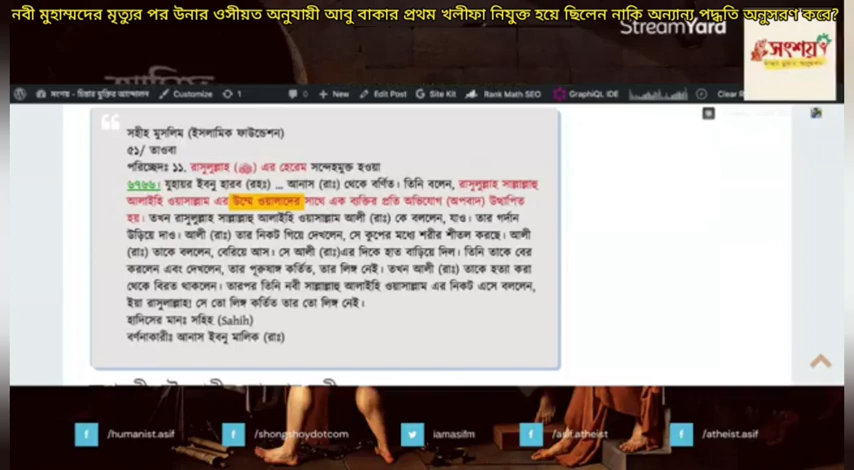 নবী মুহাম্মদের মৃত্যুর পর উনার ওসীয়ত অনুযায়ী আবু বাকার প্রথম খলীফা নিযুক্ত হয়ে ছিলেন নাকি অন্যান্য পদ্ধতি অনুসরণ করে?
StreamYard
সংশয়
সংশয় - চিন্তার মুক্তির আন্দোলন Customize 1 0 New Edit Post Site Kit Rank Math SEO GraphiQL IDE Clear
সহীহ মুসলিম (ইসলামিক ফাউন্ডেশন)
৫১/ তাওবা
পরিচ্ছেদঃ ১১. রাসুলুল্লাহ (ﷺ) এর হেরেম সন্দেহমুক্ত হওয়া
৬৭৬৬। যুহায়র ইবনু হারব (রহঃ) ... আনাস (রাঃ) থেকে বর্ণিত। তিনি বলেন, রাসুলুল্লাহ সাল্লাল্লাহু
আলাইহি ওয়াসাল্লাম এর উম্মে ওয়ালাদের সাথে এক ব্যক্তির প্রতি অভিযোগ (অপবাদ) উত্থাপিত
হয়। তখন রাসুলুল্লাহ সাল্লাল্লাহু আলাইহি ওয়াসাল্লাম আলী (রাঃ) কে বললেন, যাও। তার গর্দান
উড়িয়ে দাও। আলী (রাঃ) তার নিকট গিয়ে দেখলেন, সে কুপের মধ্যে শরীর শীতল করছে। আলী
(রাঃ) তাকে বললেন, বেরিয়ে আস। সে আলী (রাঃ)এর দিকে হাত বাড়িয়ে দিল। তিনি তাকে বের
করলেন এবং দেখলেন, তার পূরুষাঙ্গ কর্তিত, তার লিঙ্গ নেই। তখন আলী (রাঃ) তাকে হত্যা করা
থেকে বিরত থাকলেন। তারপর তিনি নবী সাল্লাল্লাহু আলাইহি ওয়াসাল্লাম এর নিকট এসে বললেন,
ইয়া রাসুলাল্লাহ! সে তো লিঙ্গ কর্তিত তার তো লিঙ্গ নেই।
হাদিসের মানঃ সহিহ (Sahih)
বর্ণনাকারীঃ আনাস ইবনু মালিক (রাঃ)
/humanist.asif /shongshoydotcom iamasifm /asif.atheist /atheist.asif